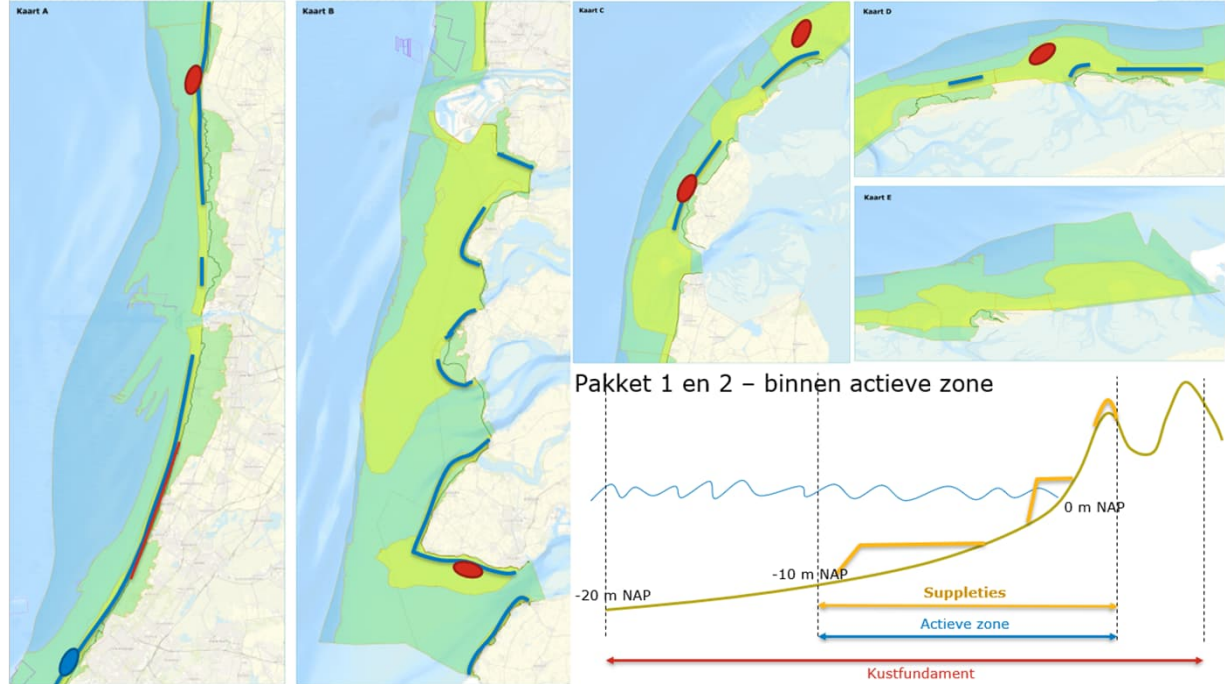 Kaart A
Kaart B
Kaart C
Kaart D
Kaart E
Pakket 1 en 2 – binnen actieve zone
0 m NAP
-10 m NAP
-20 m NAP
Suppleties
Actieve zone
Kustfundament